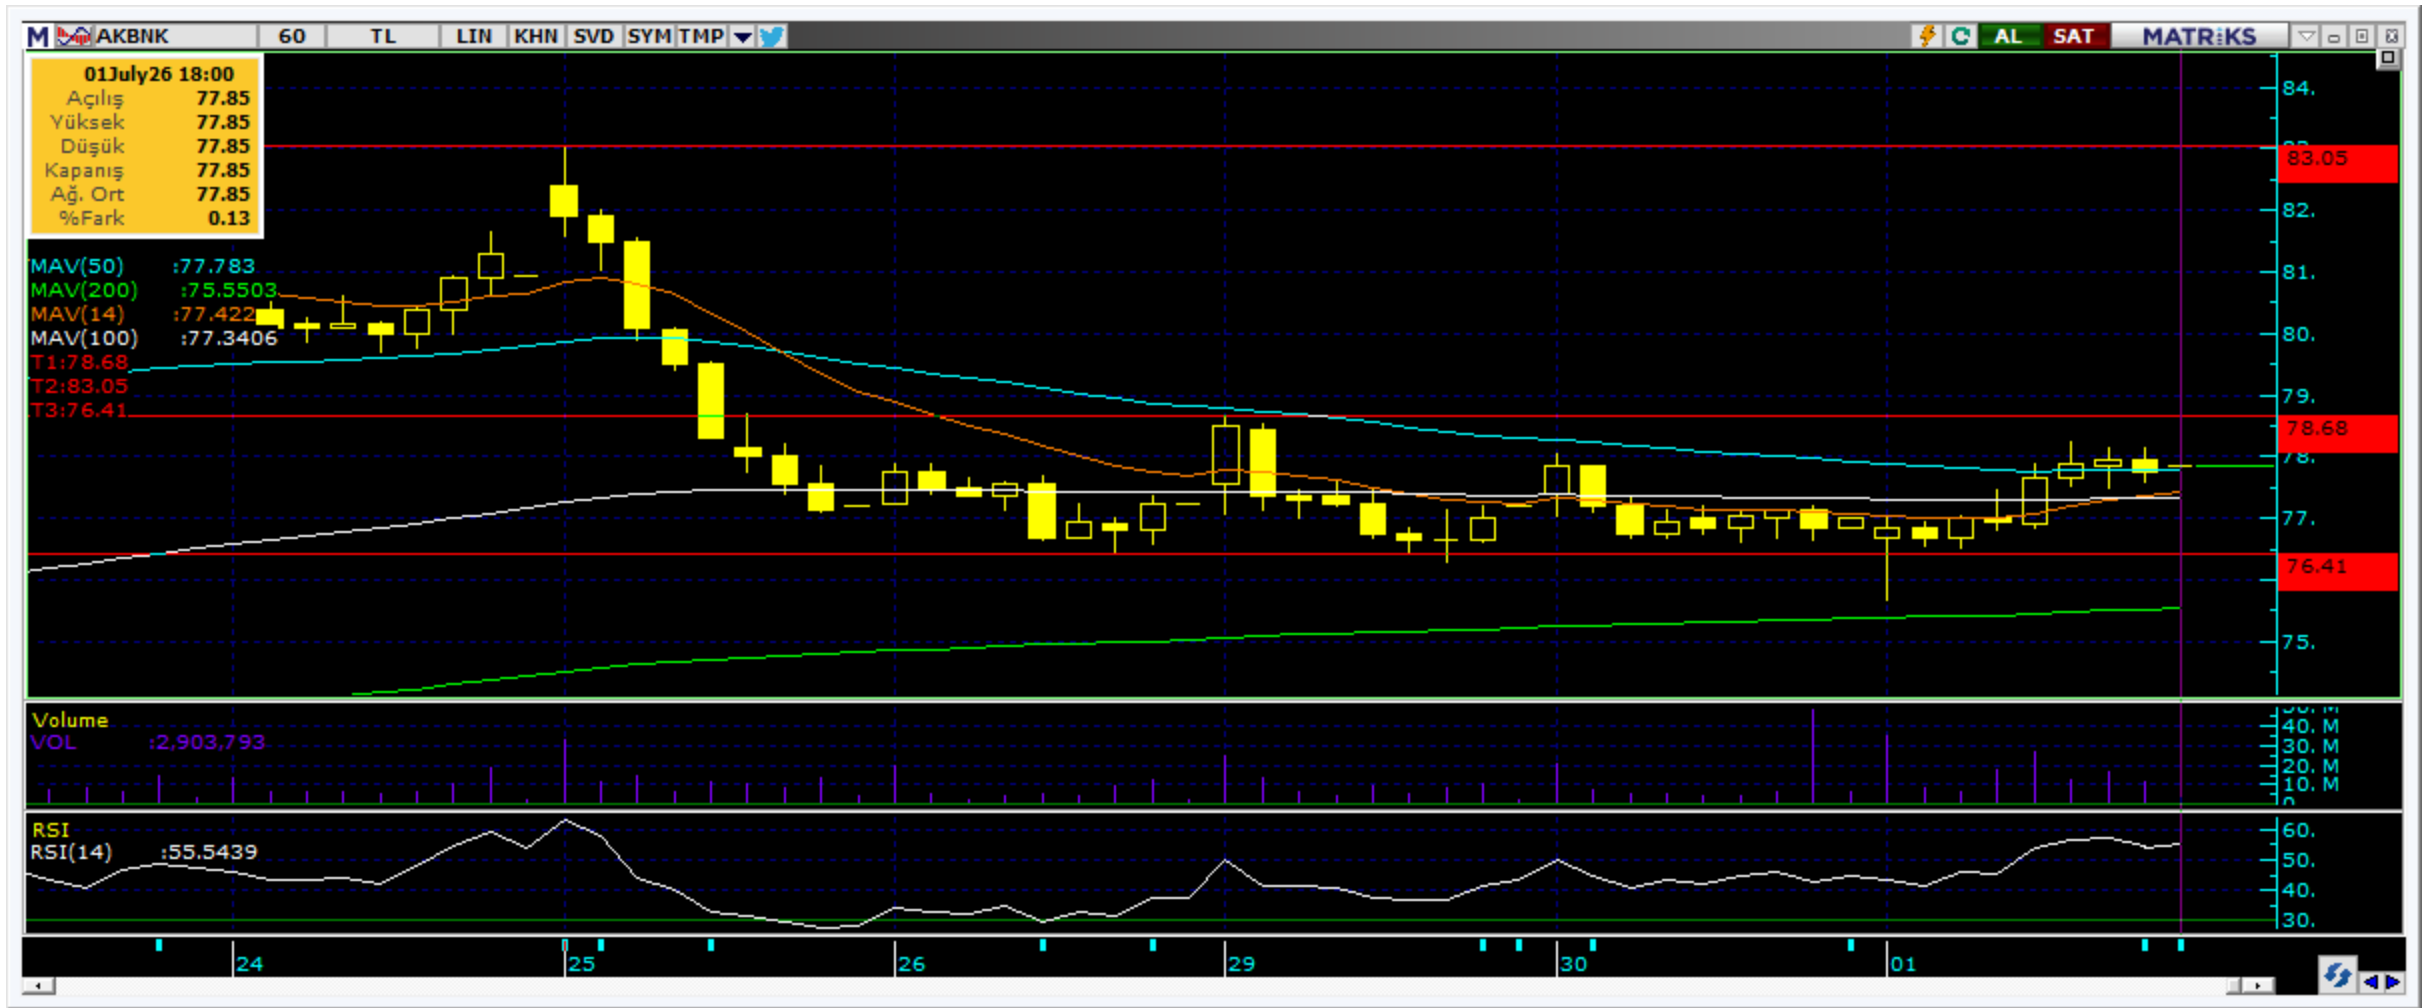 M AKBNK 60 TL LIN KHN SVD SYM TMP AL SAT MATRiKS
01July26 18:00
Açılış 77.85
Yüksek 77.85
Düşük 77.85
Kapanış 77.85
Ağ. Ort 77.85
%Fark 0.13
MAV(50) :77.783
MAV(200) :75.5503
MAV(14) :77.422
MAV(100) :77.3406
T1:78.68
T2:83.05
T3:76.41
84.
83.05
82.
81.
80.
79.
78.68
78.
77.
76.41
75.
Volume
VOL :2,903,793
40. M
30. M
20. M
10. M
0
RSI
RSI(14) :55.5439
60.
50.
40.
30.
24 25 26 29 30 01